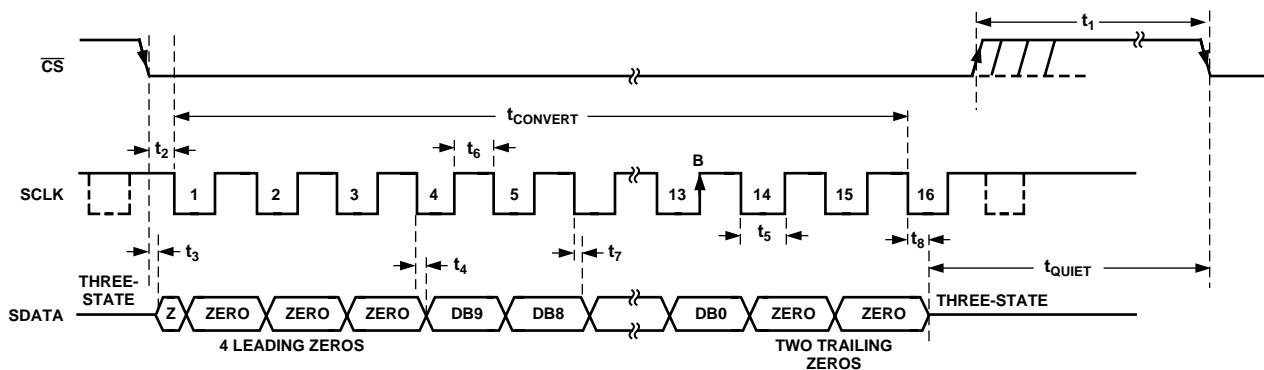 t1
CS
tCONVERT
t2
t6
B
SCLK
1
2
3
4
5
13
14
15
16
t3
t4
t7
t5
t8
tQUIET
THREE-
STATE
THREE-STATE
SDATA
Z
ZERO
ZERO
ZERO
DB9
DB8
DB0
ZERO
ZERO
4 LEADING ZEROS
TWO TRAILING
ZEROS